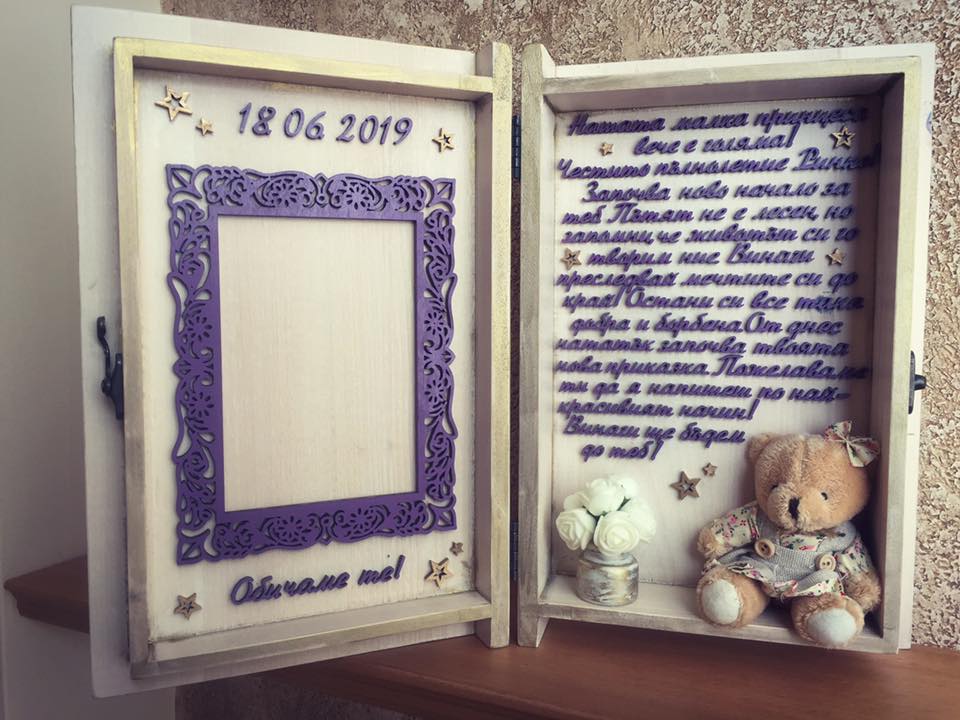 18.06.2019
Обичаме те!
Нашата малка принцеса
вече е голяма!
Честито пълнолетие
Започва ново начало за
теб. Пътят не е лесен, но
запомни, че животът си го
творим ние. Винаги
преследвай мечтите си до
край! Остани си все така
добра и борбена. От днес
нататък започва твоята
нова приказка. Пожелаваме
ти да я напишеш по най-
красивият начин!
Винаги ще бъдем
до теб!